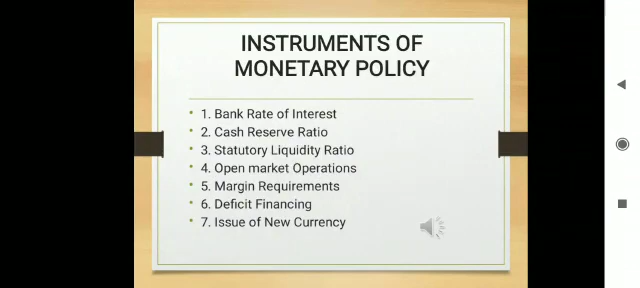 INSTRUMENTS OF
MONETARY POLICY
• 1. Bank Rate of Interest
• 2. Cash Reserve Ratio
• 3. Statutory Liquidity Ratio
• 4. Open market Operations
• 5. Margin Requirements
• 6. Deficit Financing
• 7. Issue of New Currency